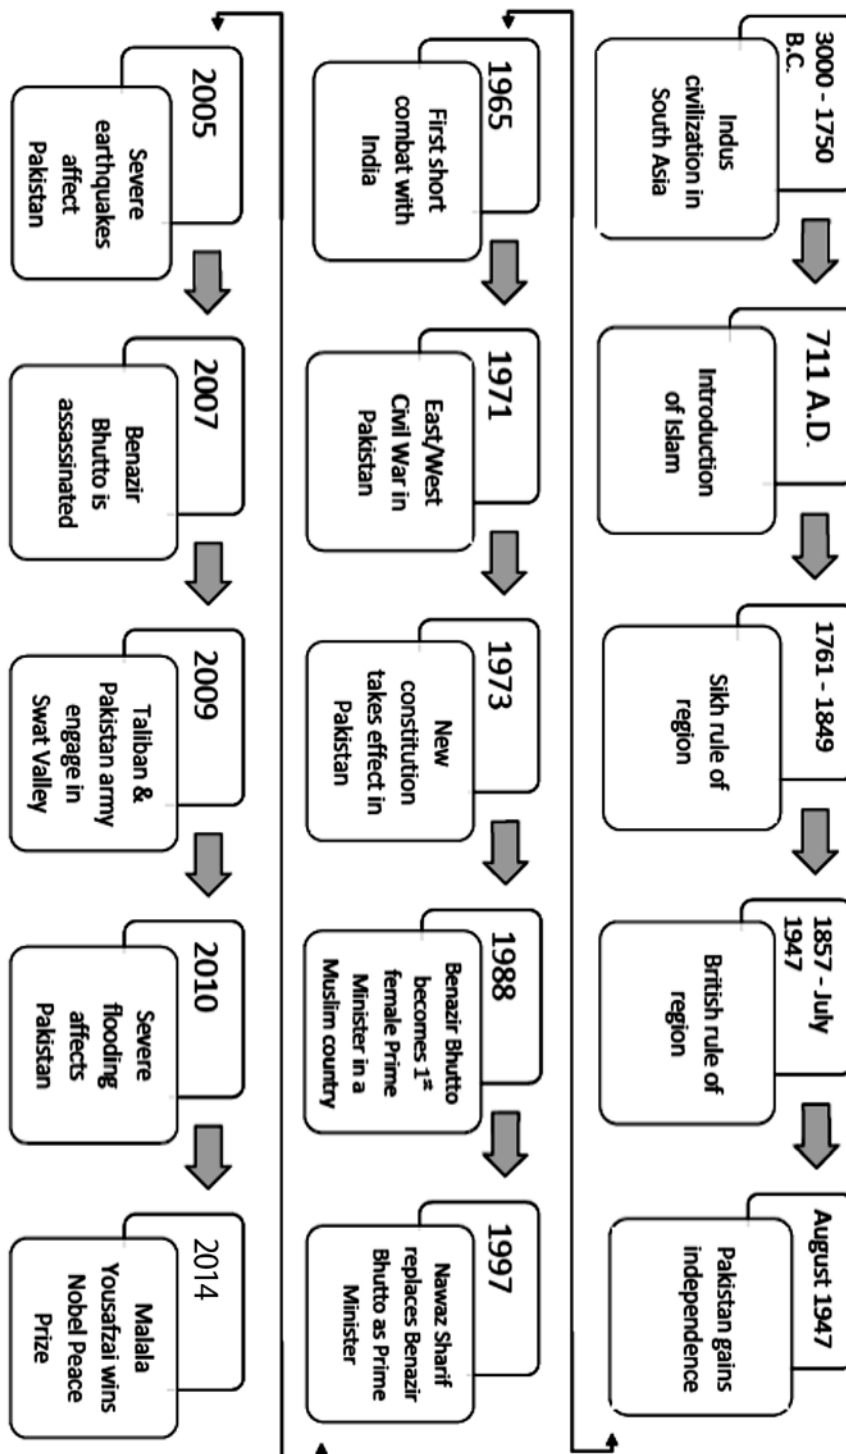 3000 - 1750
B.C.
Indus
civilization in
South Asia
711 A.D.
Introduction
of Islam
1761 - 1849
Sikh rule of
region
1857 - July
1947
British rule of
region
August 1947
Pakistan gains
independence
1965
First short
combat with
India
1971
East/West
Civil War in
Pakistan
1973
New
constitution
takes effect in
Pakistan
1988
Benazir Bhutto
becomes 1st
female Prime
Minister in a
Muslim country
1997
Nawaz Sharif
replaces Benazir
Bhutto as Prime
Minister
2005
Severe
earthquakes
affect
Pakistan
2007
Benazir
Bhutto is
assassinated
2009
Taliban &
Pakistan army
engage in
Swat Valley
2010
Severe
flooding
affects
Pakistan
2014
Malala
Yousafzai wins
Nobel Peace
Prize